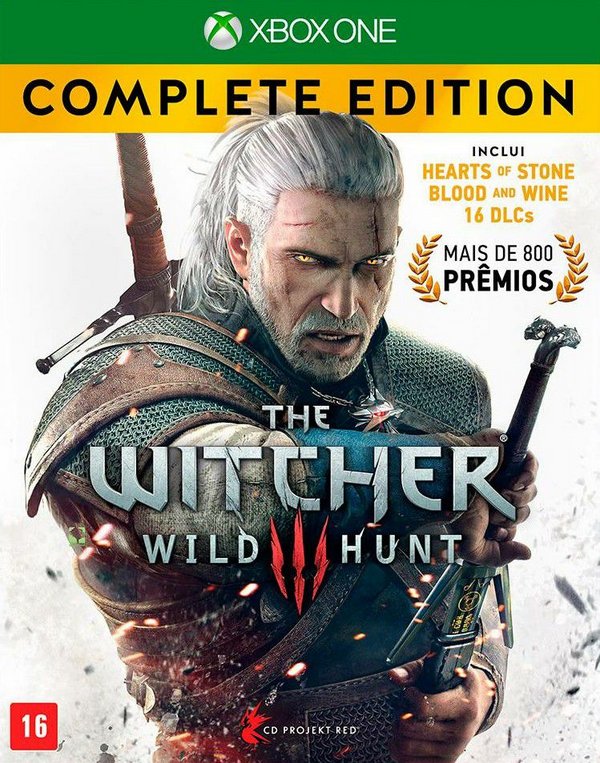 XBOX ONE
COMPLETE EDITION
INCLUI
HEARTS OF STONE
BLOOD AND WINE
16 DLCs
MAIS DE 800
PRÊMIOS
THE
WITCHER®
WILD III HUNT
16
CD PROJEKT RED®